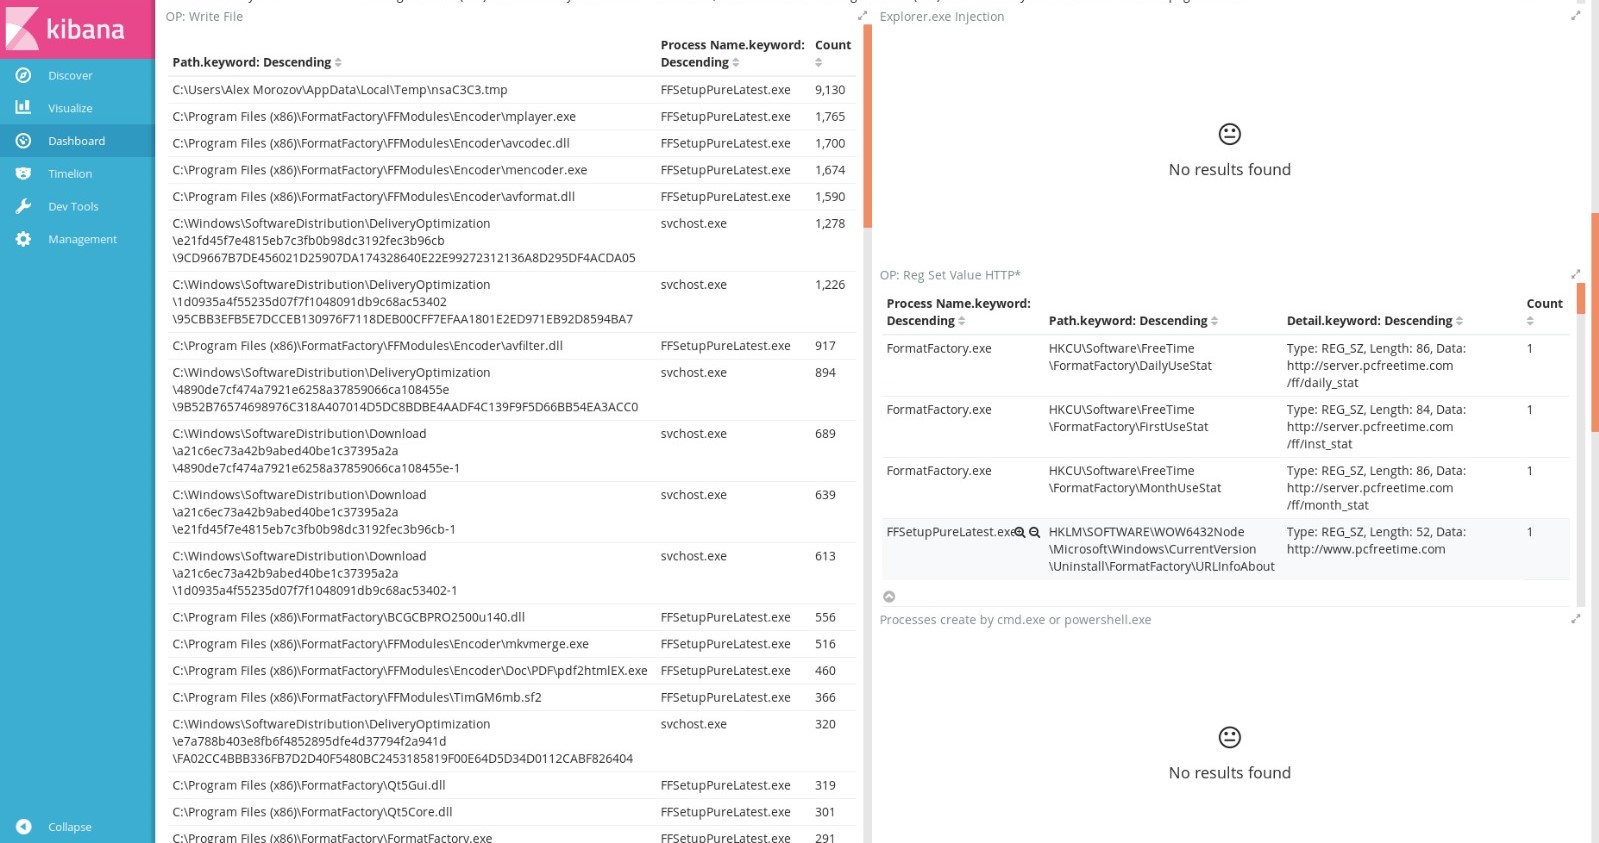 kibana
Discover
Visualize
Dashboard
Timelion
Dev Tools
Management
Collapse
OP: Write File
Path.keyword: Descending
Process Name.keyword:
Descending
Count
C:\Users\Alex Morozov\AppData\Local\Temp\nsaC3C3.tmp FFSetupPureLatest.exe 9,130
C:\Program Files (x86)\FormatFactory\FFModules\Encoder\mplayer.exe FFSetupPureLatest.exe 1,765
C:\Program Files (x86)\FormatFactory\FFModules\Encoder\avcodec.dll FFSetupPureLatest.exe 1,700
C:\Program Files (x86)\FormatFactory\FFModules\Encoder\mencoder.exe FFSetupPureLatest.exe 1,674
C:\Program Files (x86)\FormatFactory\FFModules\Encoder\avformat.dll FFSetupPureLatest.exe 1,590
C:\Windows\SoftwareDistribution\DeliveryOptimization svchost.exe 1,278
\e21fd45f7e4815eb7c3fb0b98dc3192fec3b96cb
\9CD9667B7DE456021D25907DA174328640E22E99272312136A8D295DF4ACDA05
C:\Windows\SoftwareDistribution\DeliveryOptimization svchost.exe 1,226
\1d0935a4f55235d07f7f1048091db9c68ac53402
\95CBB3EFB5E7DCCEB130976F7118DEB00CFF7EFAA1801E2ED971EB92D8594BA7
C:\Program Files (x86)\FormatFactory\FFModules\Encoder\avfilter.dll FFSetupPureLatest.exe 917
C:\Windows\SoftwareDistribution\DeliveryOptimization svchost.exe 894
\4890de7cf474a7921e6258a37859066ca108455e
\9B52B76574698976C318A407014D5DC8BDBE4AADF4C139F9F5D66BB54EA3ACC0
C:\Windows\SoftwareDistribution\Download svchost.exe 689
\a21c6ec73a42b9abed40be1c37395a2a
\4890de7cf474a7921e6258a37859066ca108455e-1
C:\Windows\SoftwareDistribution\Download svchost.exe 639
\a21c6ec73a42b9abed40be1c37395a2a
\e21fd45f7e4815eb7c3fb0b98dc3192fec3b96cb-1
C:\Windows\SoftwareDistribution\Download svchost.exe 613
\a21c6ec73a42b9abed40be1c37395a2a
\1d0935a4f55235d07f7f1048091db9c68ac53402-1
C:\Program Files (x86)\FormatFactory\BCGCBPRO2500u140.dll FFSetupPureLatest.exe 556
C:\Program Files (x86)\FormatFactory\FFModules\Encoder\mkvmerge.exe FFSetupPureLatest.exe 516
C:\Program Files (x86)\FormatFactory\FFModules\Encoder\Doc\PDF\pdf2htmlEX.exe FFSetupPureLatest.exe 460
C:\Program Files (x86)\FormatFactory\FFModules\TimGM6mb.sf2 FFSetupPureLatest.exe 366
C:\Windows\SoftwareDistribution\DeliveryOptimization svchost.exe 320
\e7a788b403e8fb6f4852895dfe4d37794f2a941d
\FA02CC4BBB336FB7D2D40F5480BC2453185819F00E64D5D34D0112CABF826404
C:\Program Files (x86)\FormatFactory\Qt5Gui.dll FFSetupPureLatest.exe 319
C:\Program Files (x86)\FormatFactory\Qt5Core.dll FFSetupPureLatest.exe 301
C:\Program Files (x86)\FormatFactory\FormatFactory.exe FFSetupPureLatest.exe 291
Explorer.exe Injection
No results found
OP: Reg Set Value HTTP*
Process Name.keyword:
Descending
Path.keyword: Descending
Detail.keyword: Descending
Count
FormatFactory.exe HKCU\Software\FreeTime Type: REG_SZ, Length: 86, Data: 1
\FormatFactory\DailyUseStat http://server.pcfreetime.com
/ff/daily_stat
FormatFactory.exe HKCU\Software\FreeTime Type: REG_SZ, Length: 84, Data: 1
\FormatFactory\FirstUseStat http://server.pcfreetime.com
/ff/inst_stat
FormatFactory.exe HKCU\Software\FreeTime Type: REG_SZ, Length: 86, Data: 1
\FormatFactory\MonthUseStat http://server.pcfreetime.com
/ff/month_stat
FFSetupPureLatest.exe HKLM\SOFTWARE\WOW6432Node Type: REG_SZ, Length: 52, Data: 1
\Microsoft\Windows\CurrentVersion http://www.pcfreetime.com
\Uninstall\FormatFactory\URLInfoAbout
Processes create by cmd.exe or powershell.exe
No results found